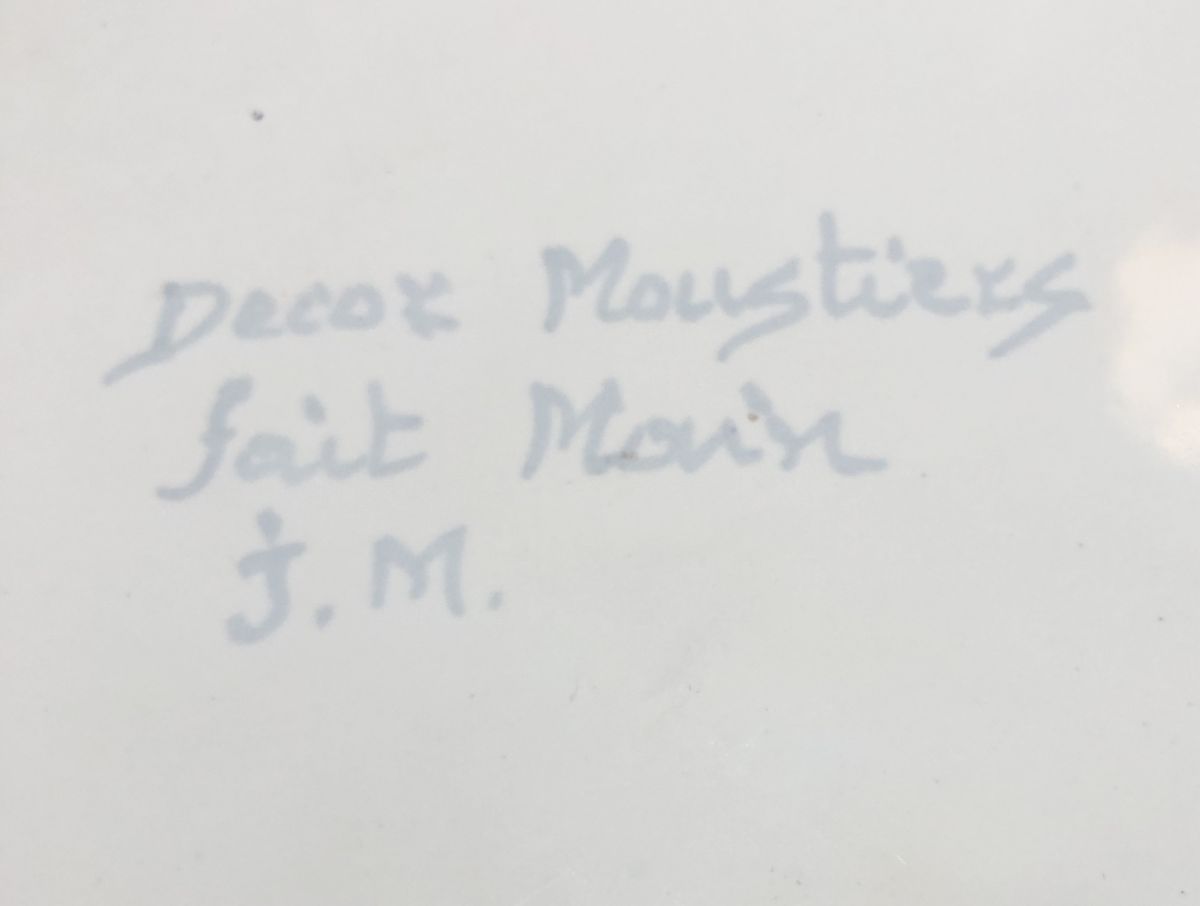 Decor Moustiers
fait Main
J.M.